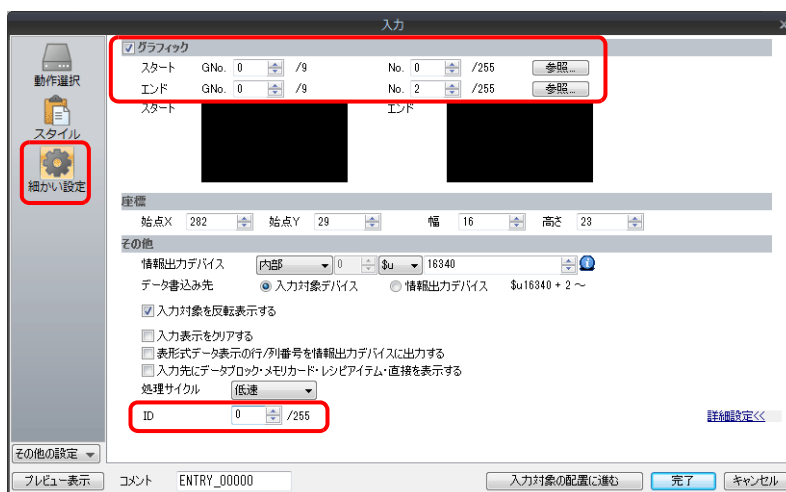 入力
動作選択
スタイル
細かい設定
グラフィック
スタート GNo. 0 /9 No. 0 /255 参照...
エンド GNo. 0 /9 No. 2 /255 参照...
スタート エンド
座標
始点X 282 始点Y 29 幅 16 高さ 23
その他
情報出力デバイス 内部 0 $u 16340
データ書込み先 入力対象デバイス 情報出力デバイス $u16340 + 2 ～
入力対象を反転表示する
入力表示をクリアする
表形式データ表示の行/列番号を情報出力デバイスに出力する
入力先にデータブロック・メモリカード・レシピアイテム・直接を表示する
処理サイクル 低速
ID 0 /255
詳細設定<<
その他の設定
プレビュー表示 コメント ENTRY_00000 入力対象の配置に進む 完了 キャンセル